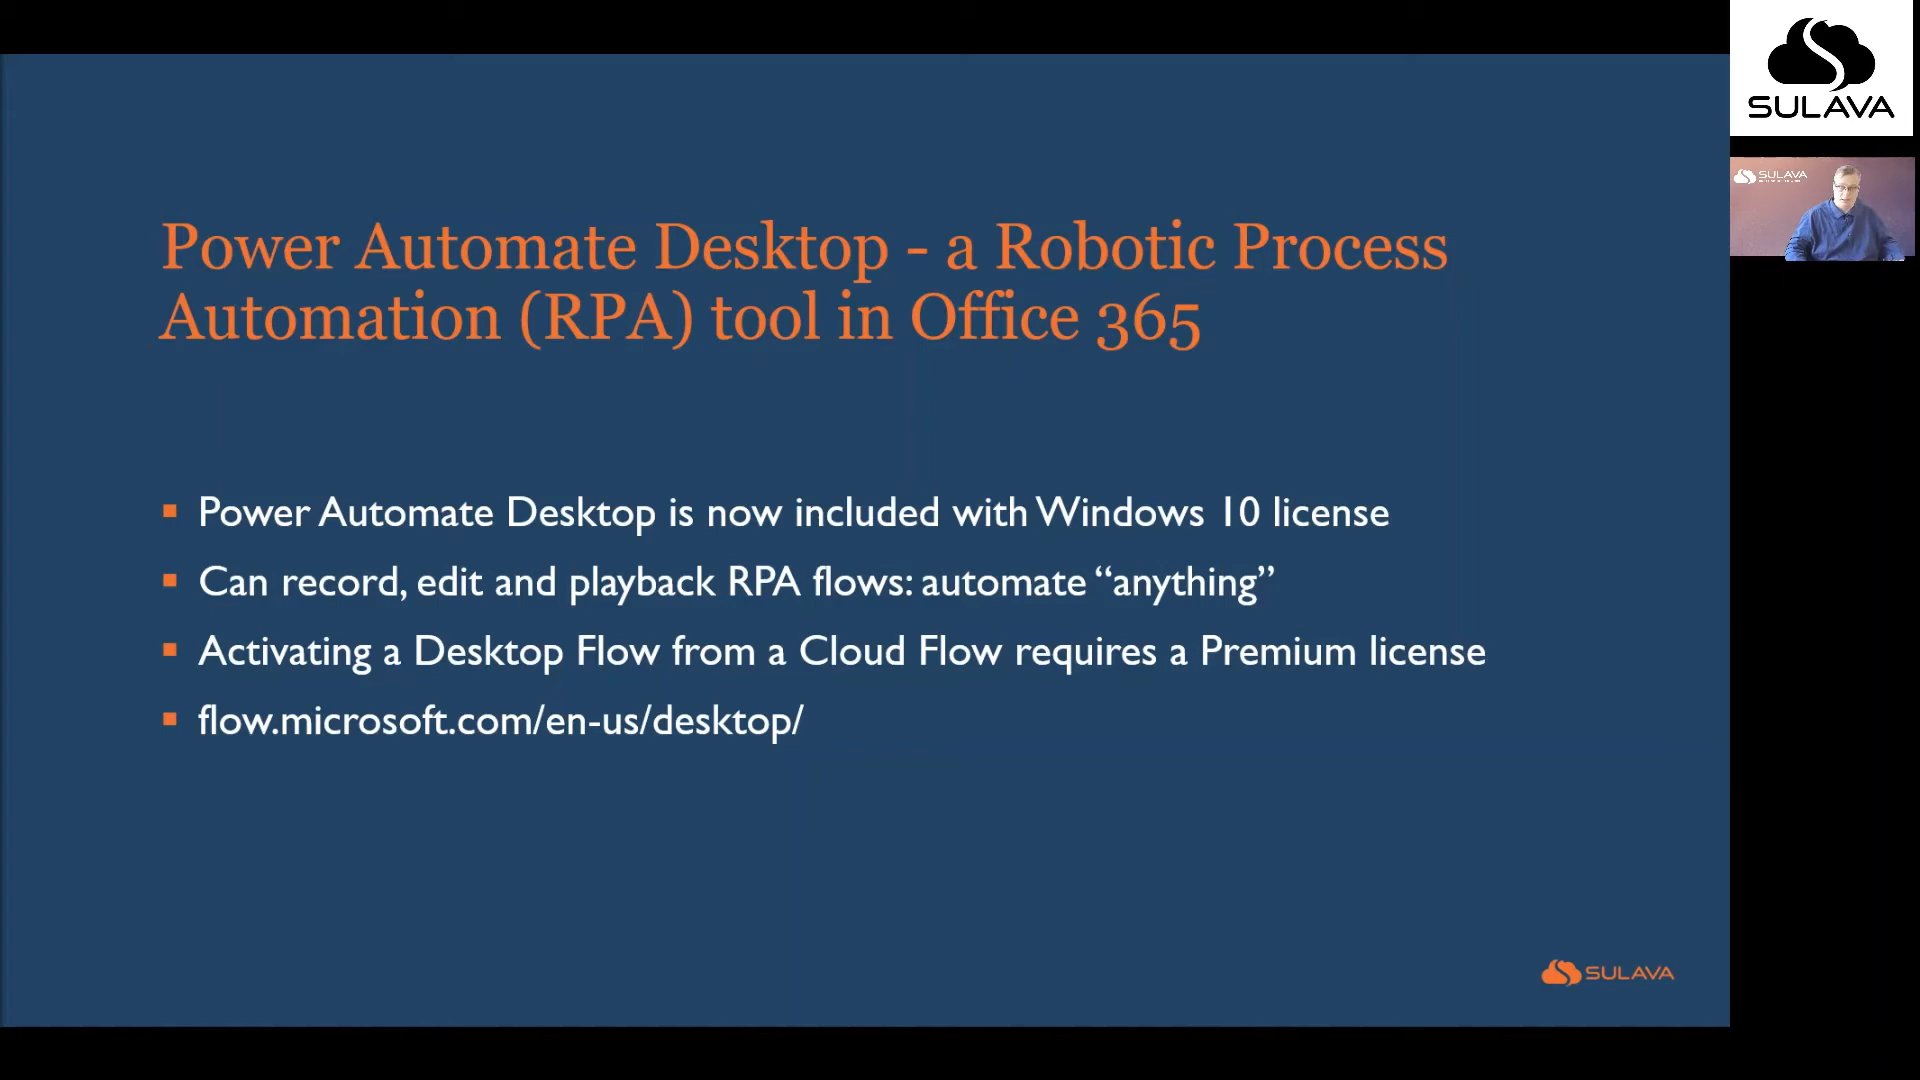 Power Automate Desktop - a Robotic Process
Automation (RPA) tool in Office 365
Power Automate Desktop is now included with Windows 10 license
Can record, edit and playback RPA flows: automate “anything”
Activating a Desktop Flow from a Cloud Flow requires a Premium license
flow.microsoft.com/en-us/desktop/
SULAVA
SULAVA
SULAVA